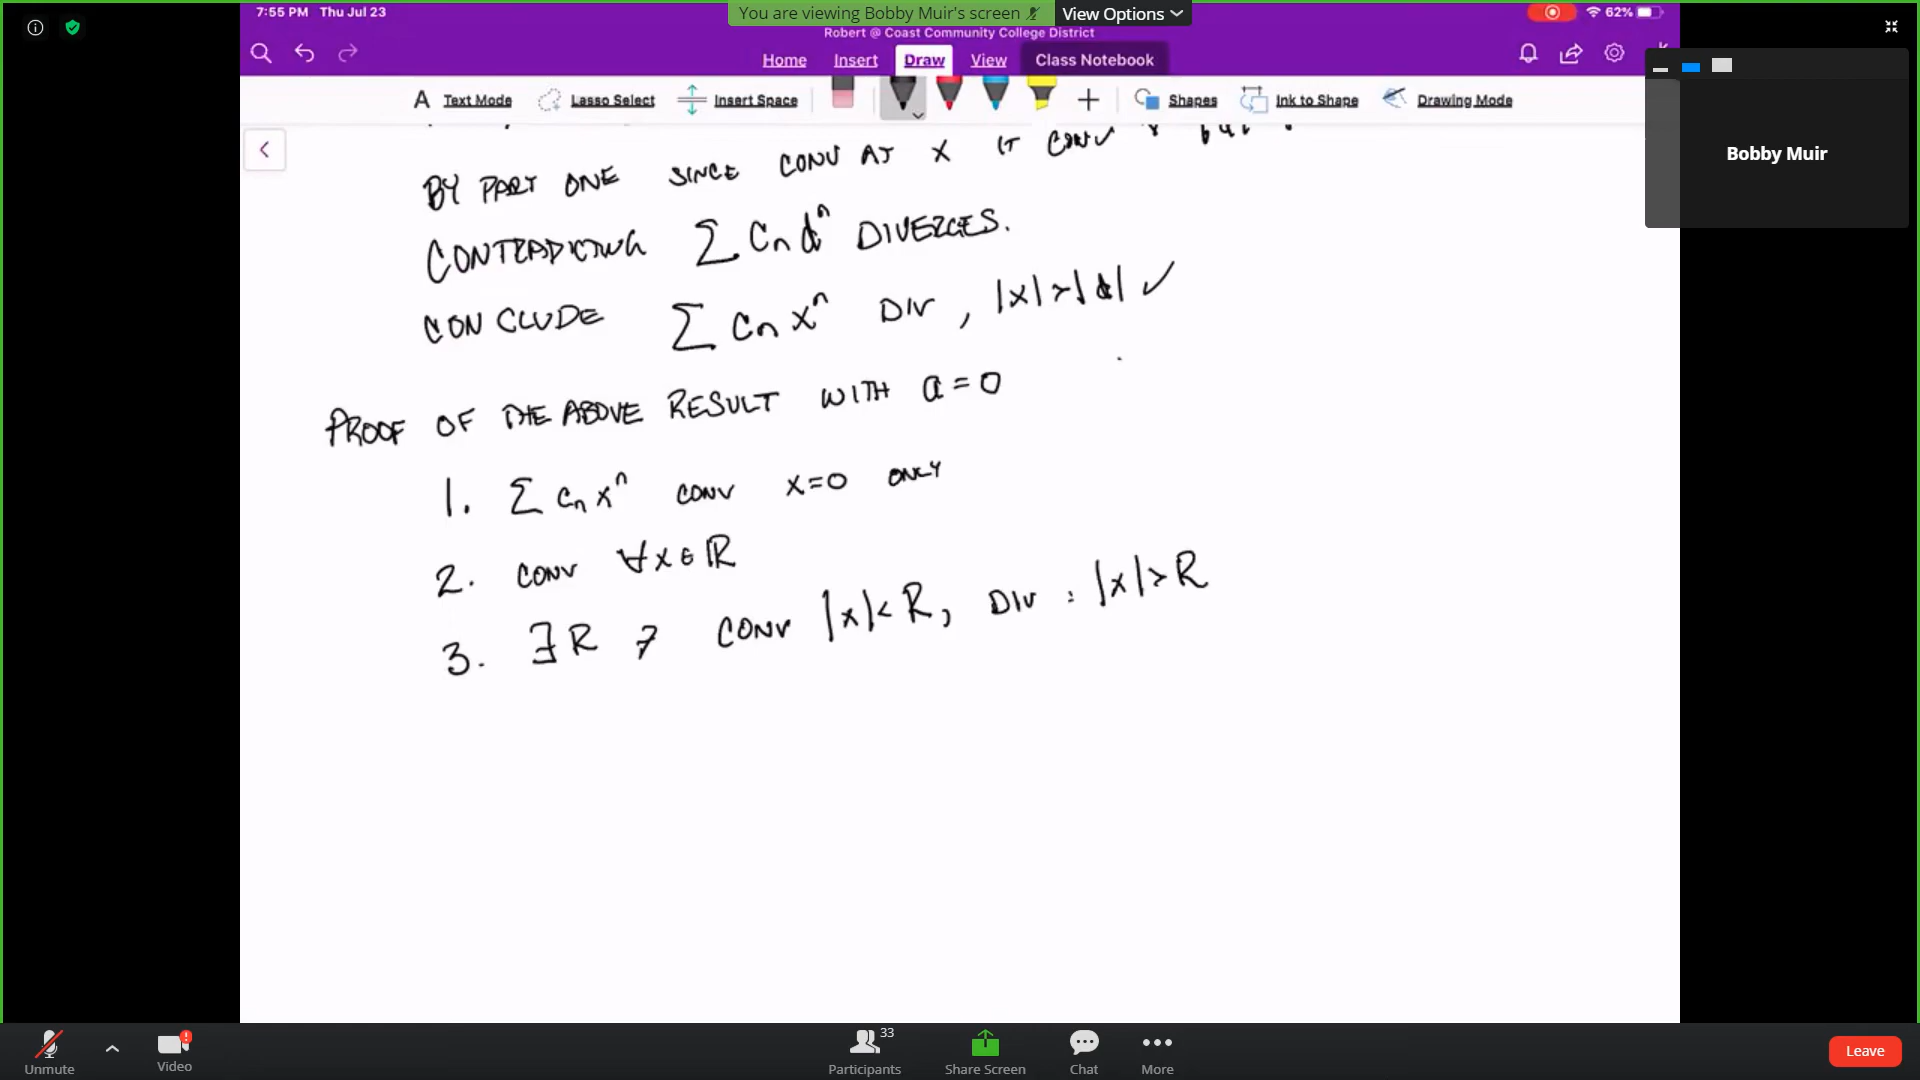 7:55 PM Thu Jul 23
You are viewing Bobby Muir's screen
View Options
62%
Robert @ Coast Community College District
Home Insert Draw View Class Notebook
Text Mode Lasso Select Insert Space Shapes Ink to Shape Drawing Mode
Bobby Muir
BY PART ONE SINCE CONV AT X IT CONV
CONTRADICTING ∑ Cn d^n DIVERGES.
CONCLUDE ∑ Cn x^n DIV , |x|>|d| ✓
PROOF OF THE ABOVE RESULT WITH a=0
1. ∑ Cn x^n CONV x=0 ONLY
2. CONV ∀x∈ℝ
3. ∃R ∋ CONV |x|<R, DIV : |x|>R
Unmute Video Participants 33 Share Screen Chat More Leave